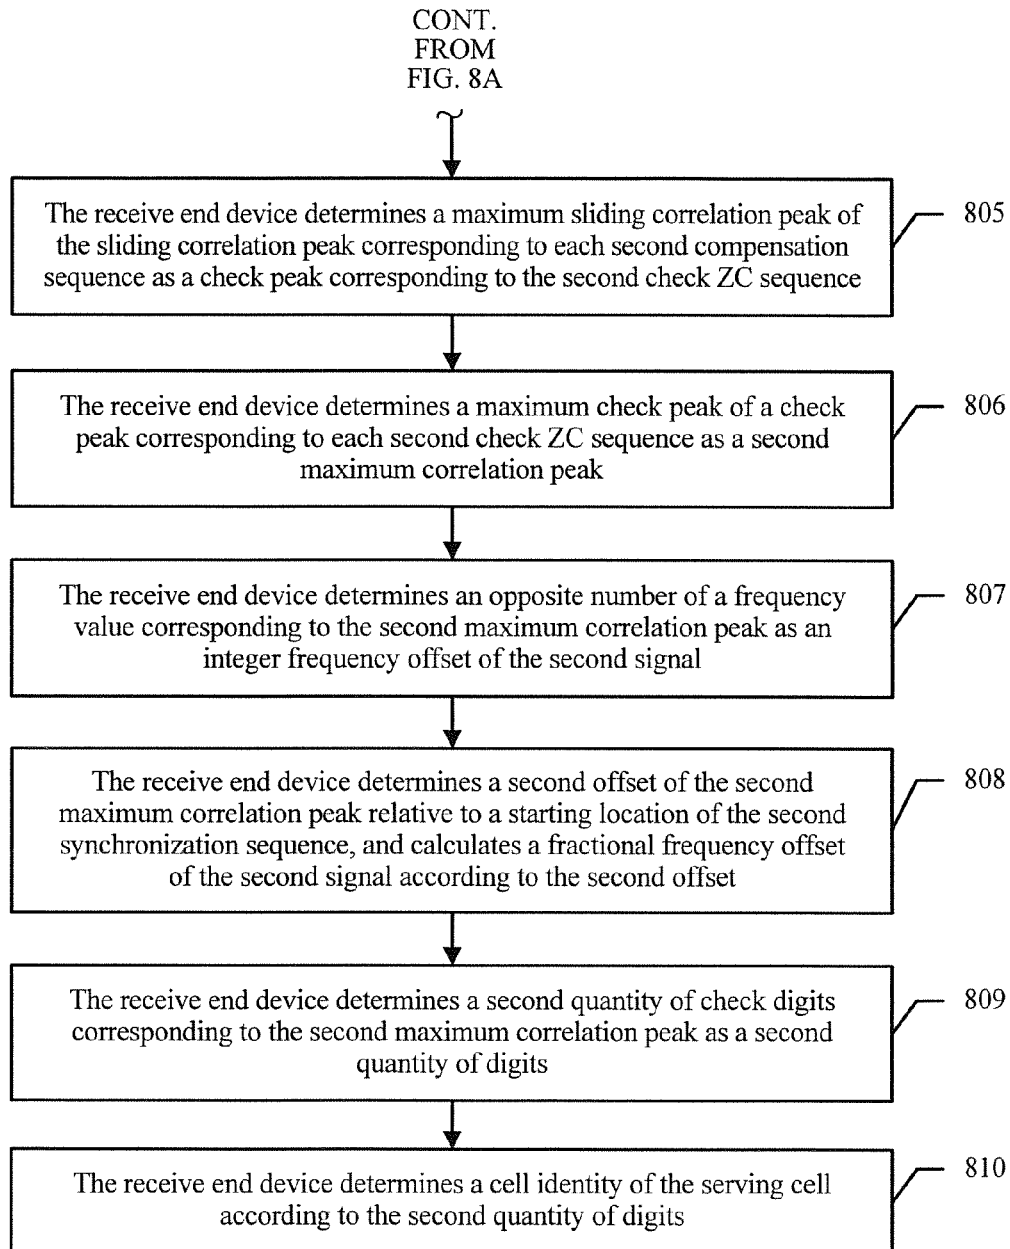 CONT.
FROM
FIG. 8A
The receive end device determines a maximum sliding correlation peak of
the sliding correlation peak corresponding to each second compensation
sequence as a check peak corresponding to the second check ZC sequence
805
The receive end device determines a maximum check peak of a check
peak corresponding to each second check ZC sequence as a second
maximum correlation peak
806
The receive end device determines an opposite number of a frequency
value corresponding to the second maximum correlation peak as an
integer frequency offset of the second signal
807
The receive end device determines a second offset of the second
maximum correlation peak relative to a starting location of the second
synchronization sequence, and calculates a fractional frequency offset
of the second signal according to the second offset
808
The receive end device determines a second quantity of check digits
corresponding to the second maximum correlation peak as a second
quantity of digits
809
The receive end device determines a cell identity of the serving cell
according to the second quantity of digits
810